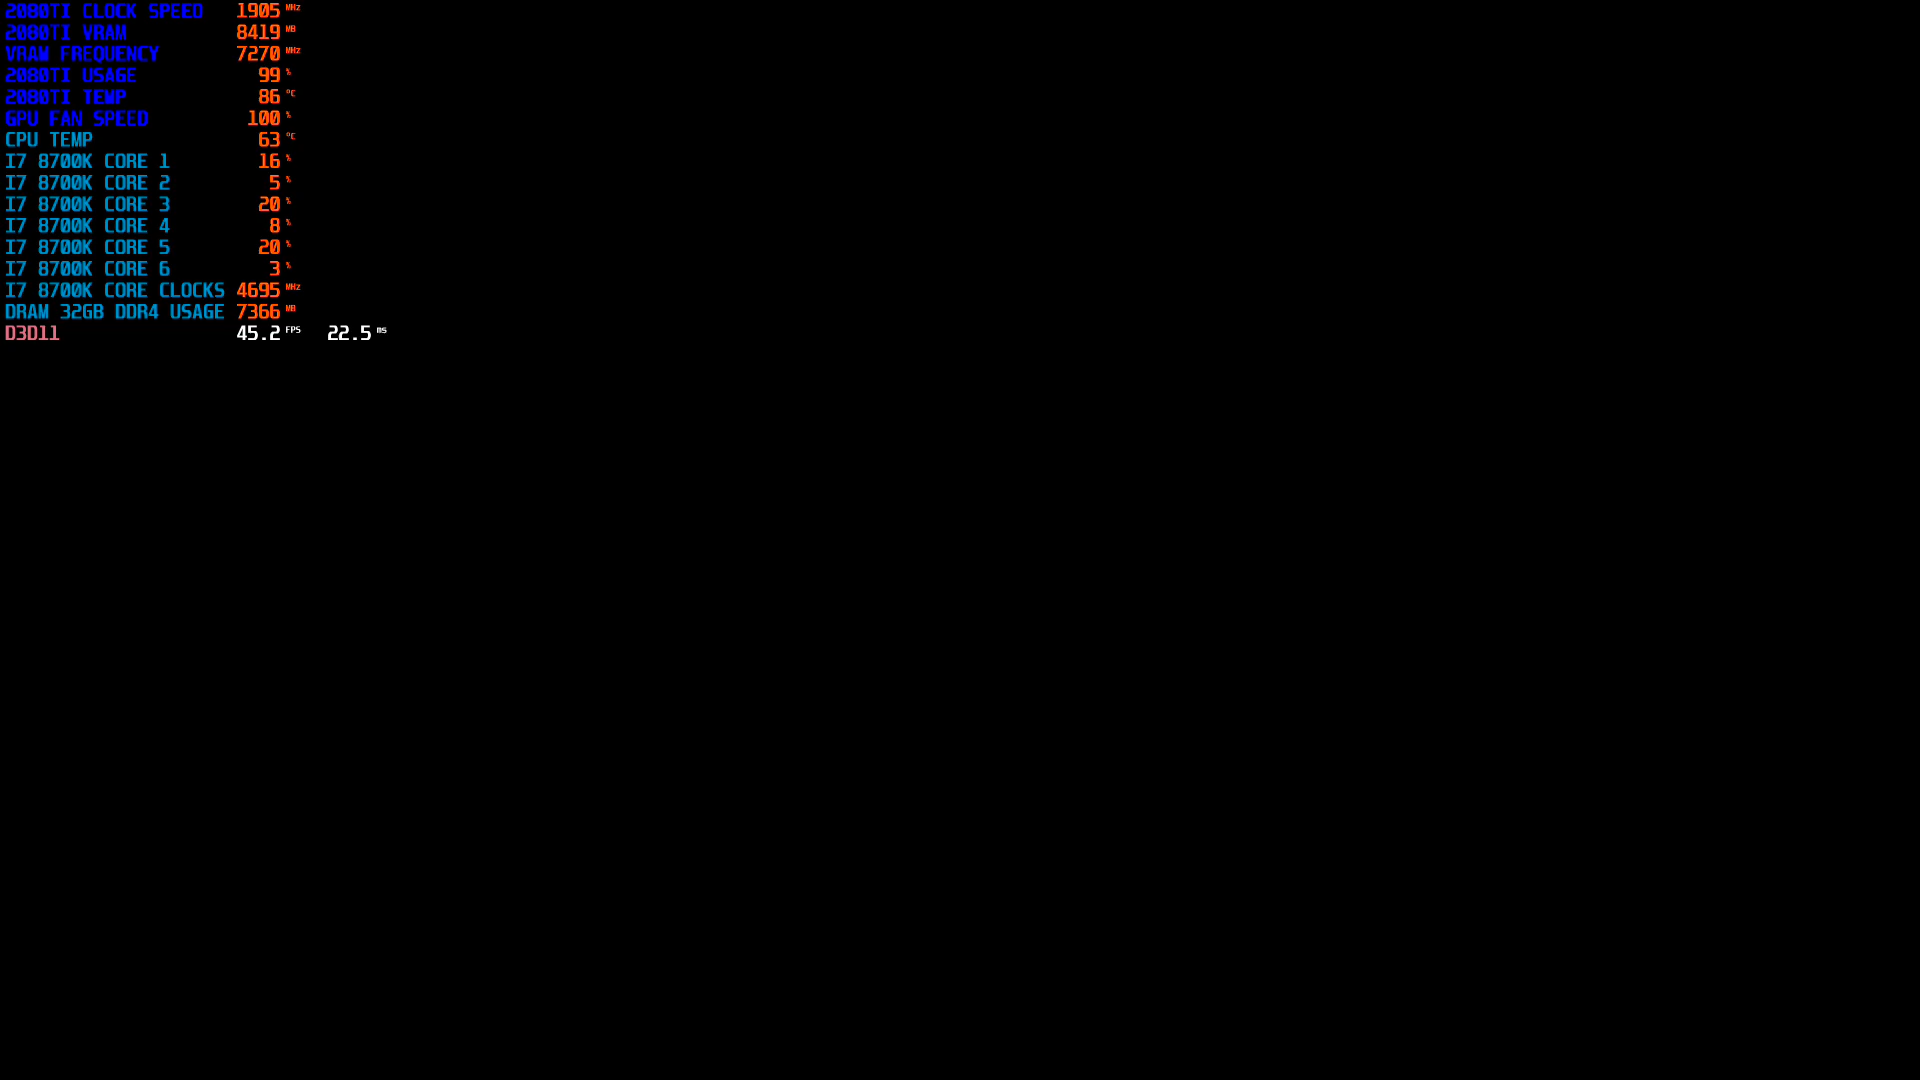 2080TI CLOCK SPEED 1905 MHz
2080TI VRAM 8419 MB
VRAM FREQUENCY 7270 MHz
2080TI USAGE 99 %
2080TI TEMP 86 °C
GPU FAN SPEED 100 %
CPU TEMP 63 °C
I7 8700K CORE 1 16 %
I7 8700K CORE 2 5 %
I7 8700K CORE 3 20 %
I7 8700K CORE 4 8 %
I7 8700K CORE 5 20 %
I7 8700K CORE 6 3 %
I7 8700K CORE CLOCKS 4695 MHz
DRAM 32GB DDR4 USAGE 7366 MB
D3D11 45.2 FPS 22.5 ms